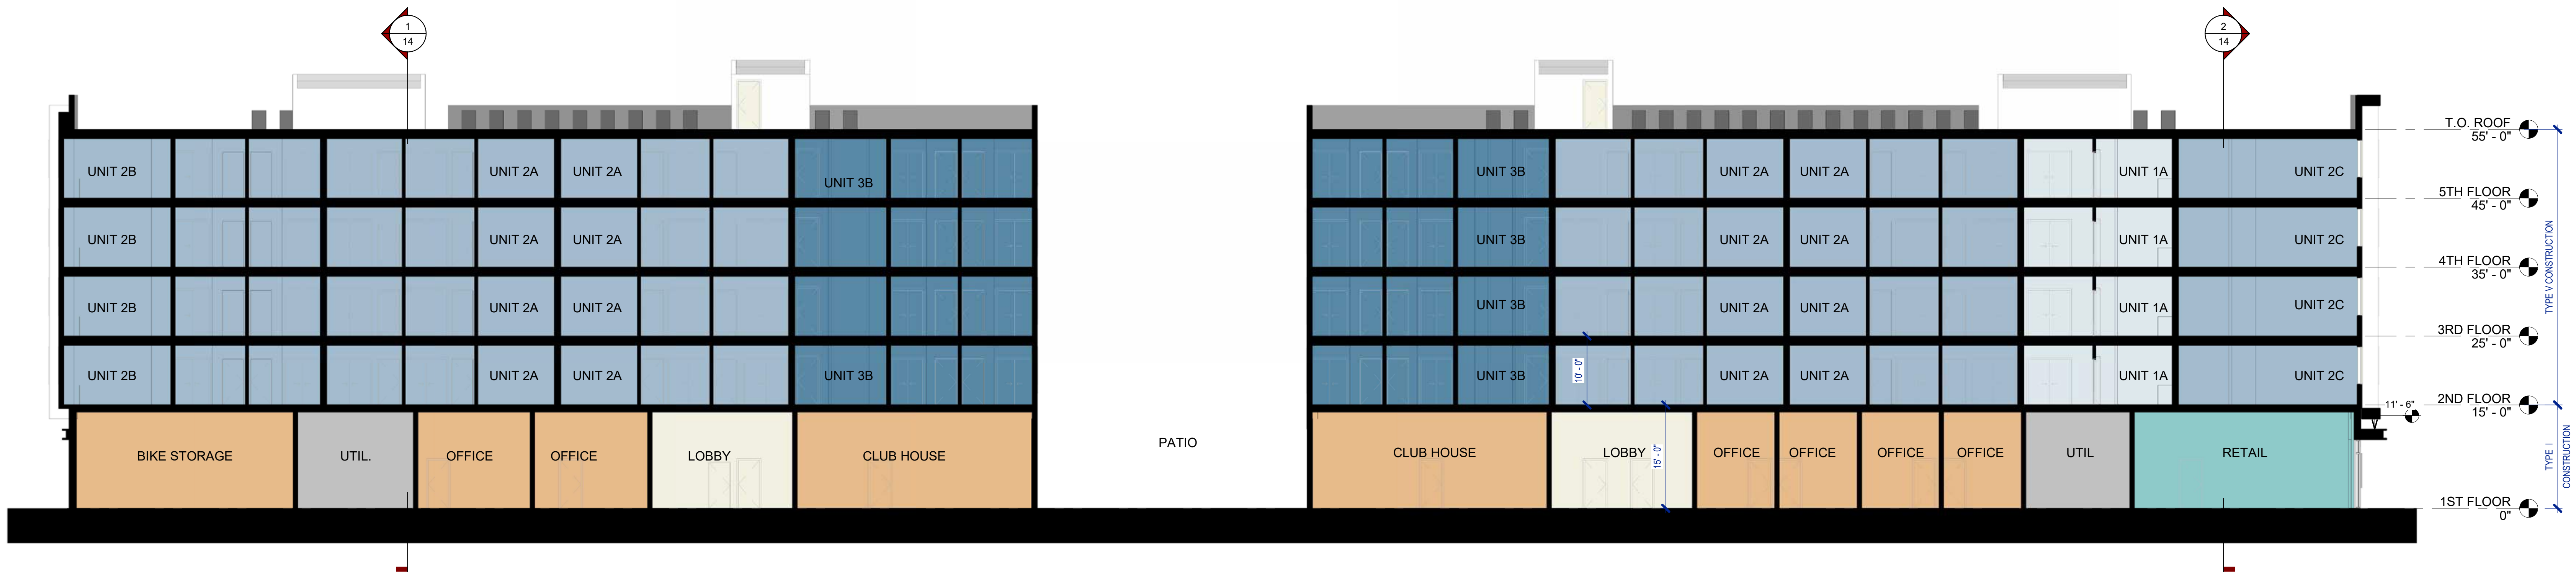 1
14
2
14
T.O. ROOF
55' - 0"
UNIT 2B
UNIT 2A
UNIT 2A
UNIT 3B
UNIT 3B
UNIT 2A
UNIT 2A
UNIT 1A
UNIT 2C
5TH FLOOR
45' - 0"
UNIT 2B
UNIT 2A
UNIT 2A
UNIT 3B
UNIT 2A
UNIT 2A
UNIT 1A
UNIT 2C
4TH FLOOR
35' - 0"
UNIT 2B
UNIT 2A
UNIT 2A
UNIT 3B
UNIT 2A
UNIT 2A
UNIT 1A
UNIT 2C
3RD FLOOR
25' - 0"
TYPE V CONSTRUCTION
UNIT 2B
UNIT 2A
UNIT 2A
UNIT 3B
UNIT 3B
10' - 0"
UNIT 2A
UNIT 2A
UNIT 1A
UNIT 2C
2ND FLOOR
15' - 0"
11' - 6"
BIKE STORAGE
UTIL.
OFFICE
OFFICE
LOBBY
CLUB HOUSE
PATIO
CLUB HOUSE
LOBBY
15' - 0"
OFFICE
OFFICE
OFFICE
OFFICE
UTIL
RETAIL
TYPE I
CONSTRUCTION
1ST FLOOR
0"